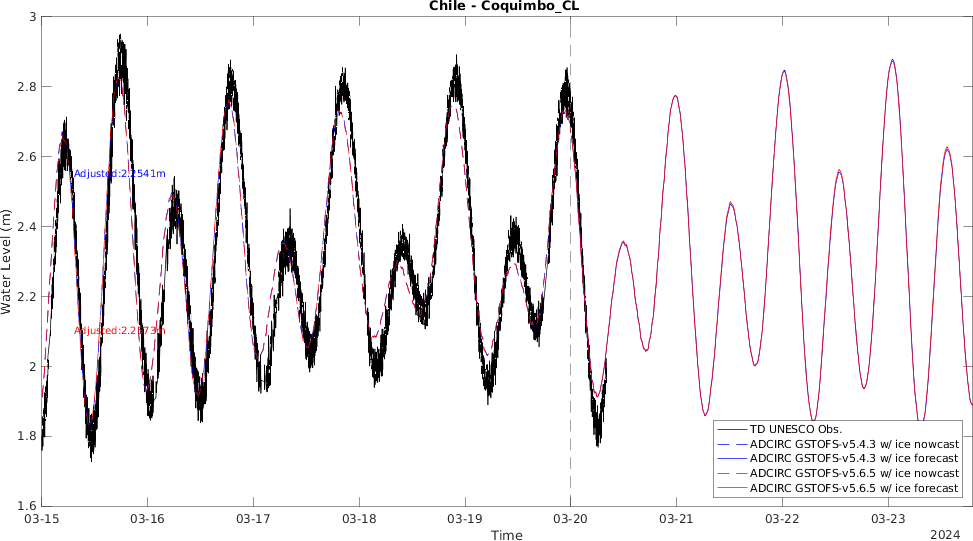 Chile - Coquimbo_CL
Water Level (m)
3
2.8
2.6
2.4
2.2
2
1.8
1.6
Adjusted:2.2541m
TD UNESCO Obs.
ADCIRC GSTOFS-v5.4.3 w/ ice nowcast
ADCIRC GSTOFS-v5.4.3 w/ ice forecast
ADCIRC GSTOFS-v5.6.5 w/ ice nowcast
ADCIRC GSTOFS-v5.6.5 w/ ice forecast
03-15 03-16 03-17 03-18 03-19 03-20 03-21 03-22 03-23
Time
2024